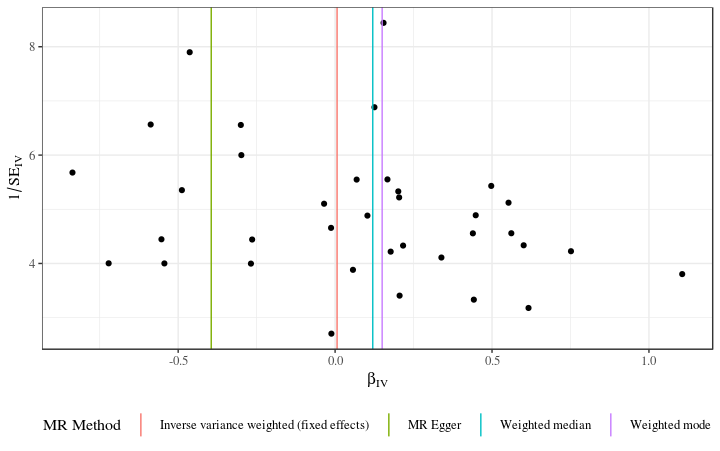 8
6
4
1/SE_IV
-0.5 0.0 0.5 1.0
β_IV
MR Method Inverse variance weighted (fixed effects) MR Egger Weighted median Weighted mode